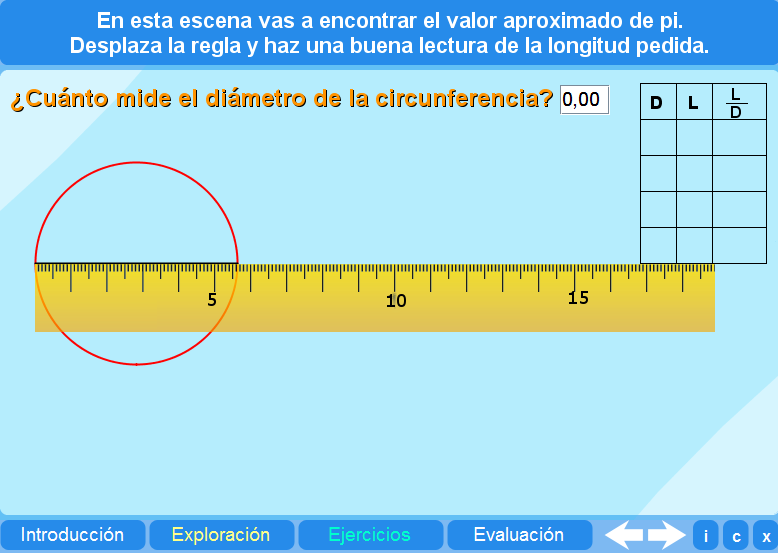 En esta escena vas a encontrar el valor aproximado de pi.
Desplaza la regla y haz una buena lectura de la longitud pedida.
¿Cuánto mide el diámetro de la circunferencia? 0,00
D L L
D
5 10 15
Introducción Exploración Ejercicios Evaluación i c x